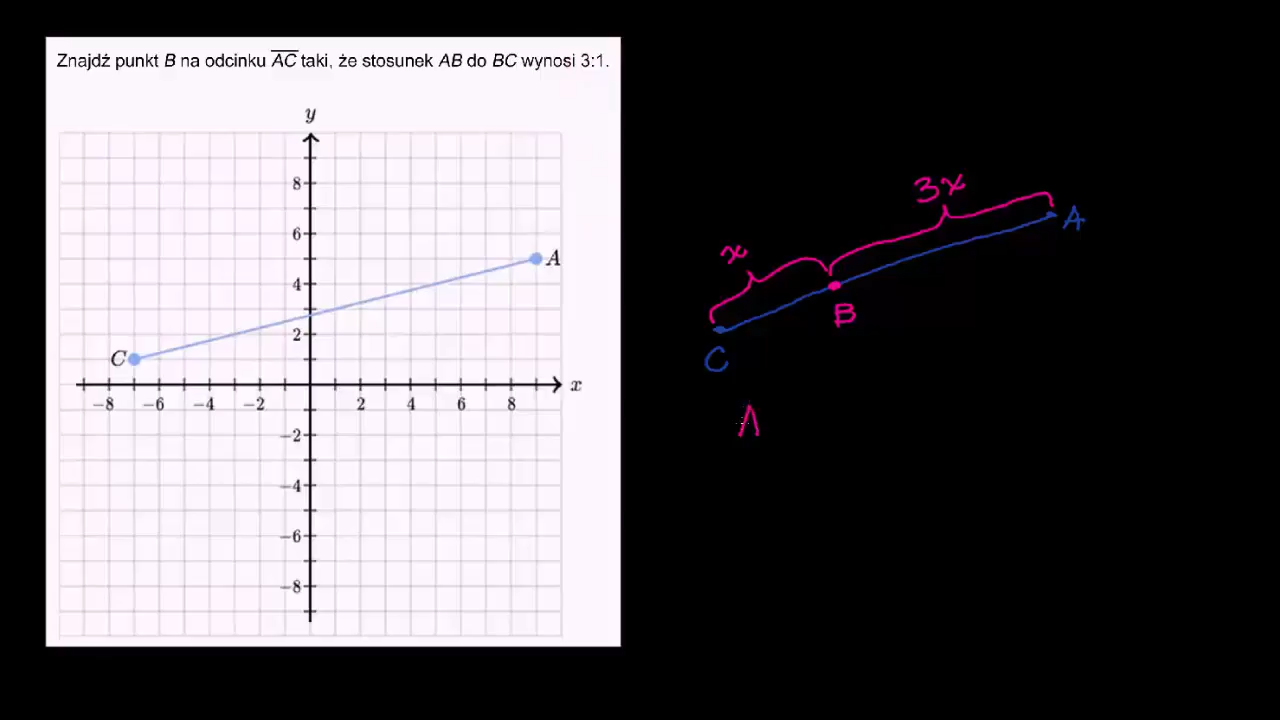 Znajdź punkt B na odcinku AC taki, że stosunek AB do BC wynosi 3:1.
y
8
6
4
2
A
C
−8 −6 −4 −2 2 4 6 8 x
−2
−4
−6
−8
3x
x
A
B
C
A